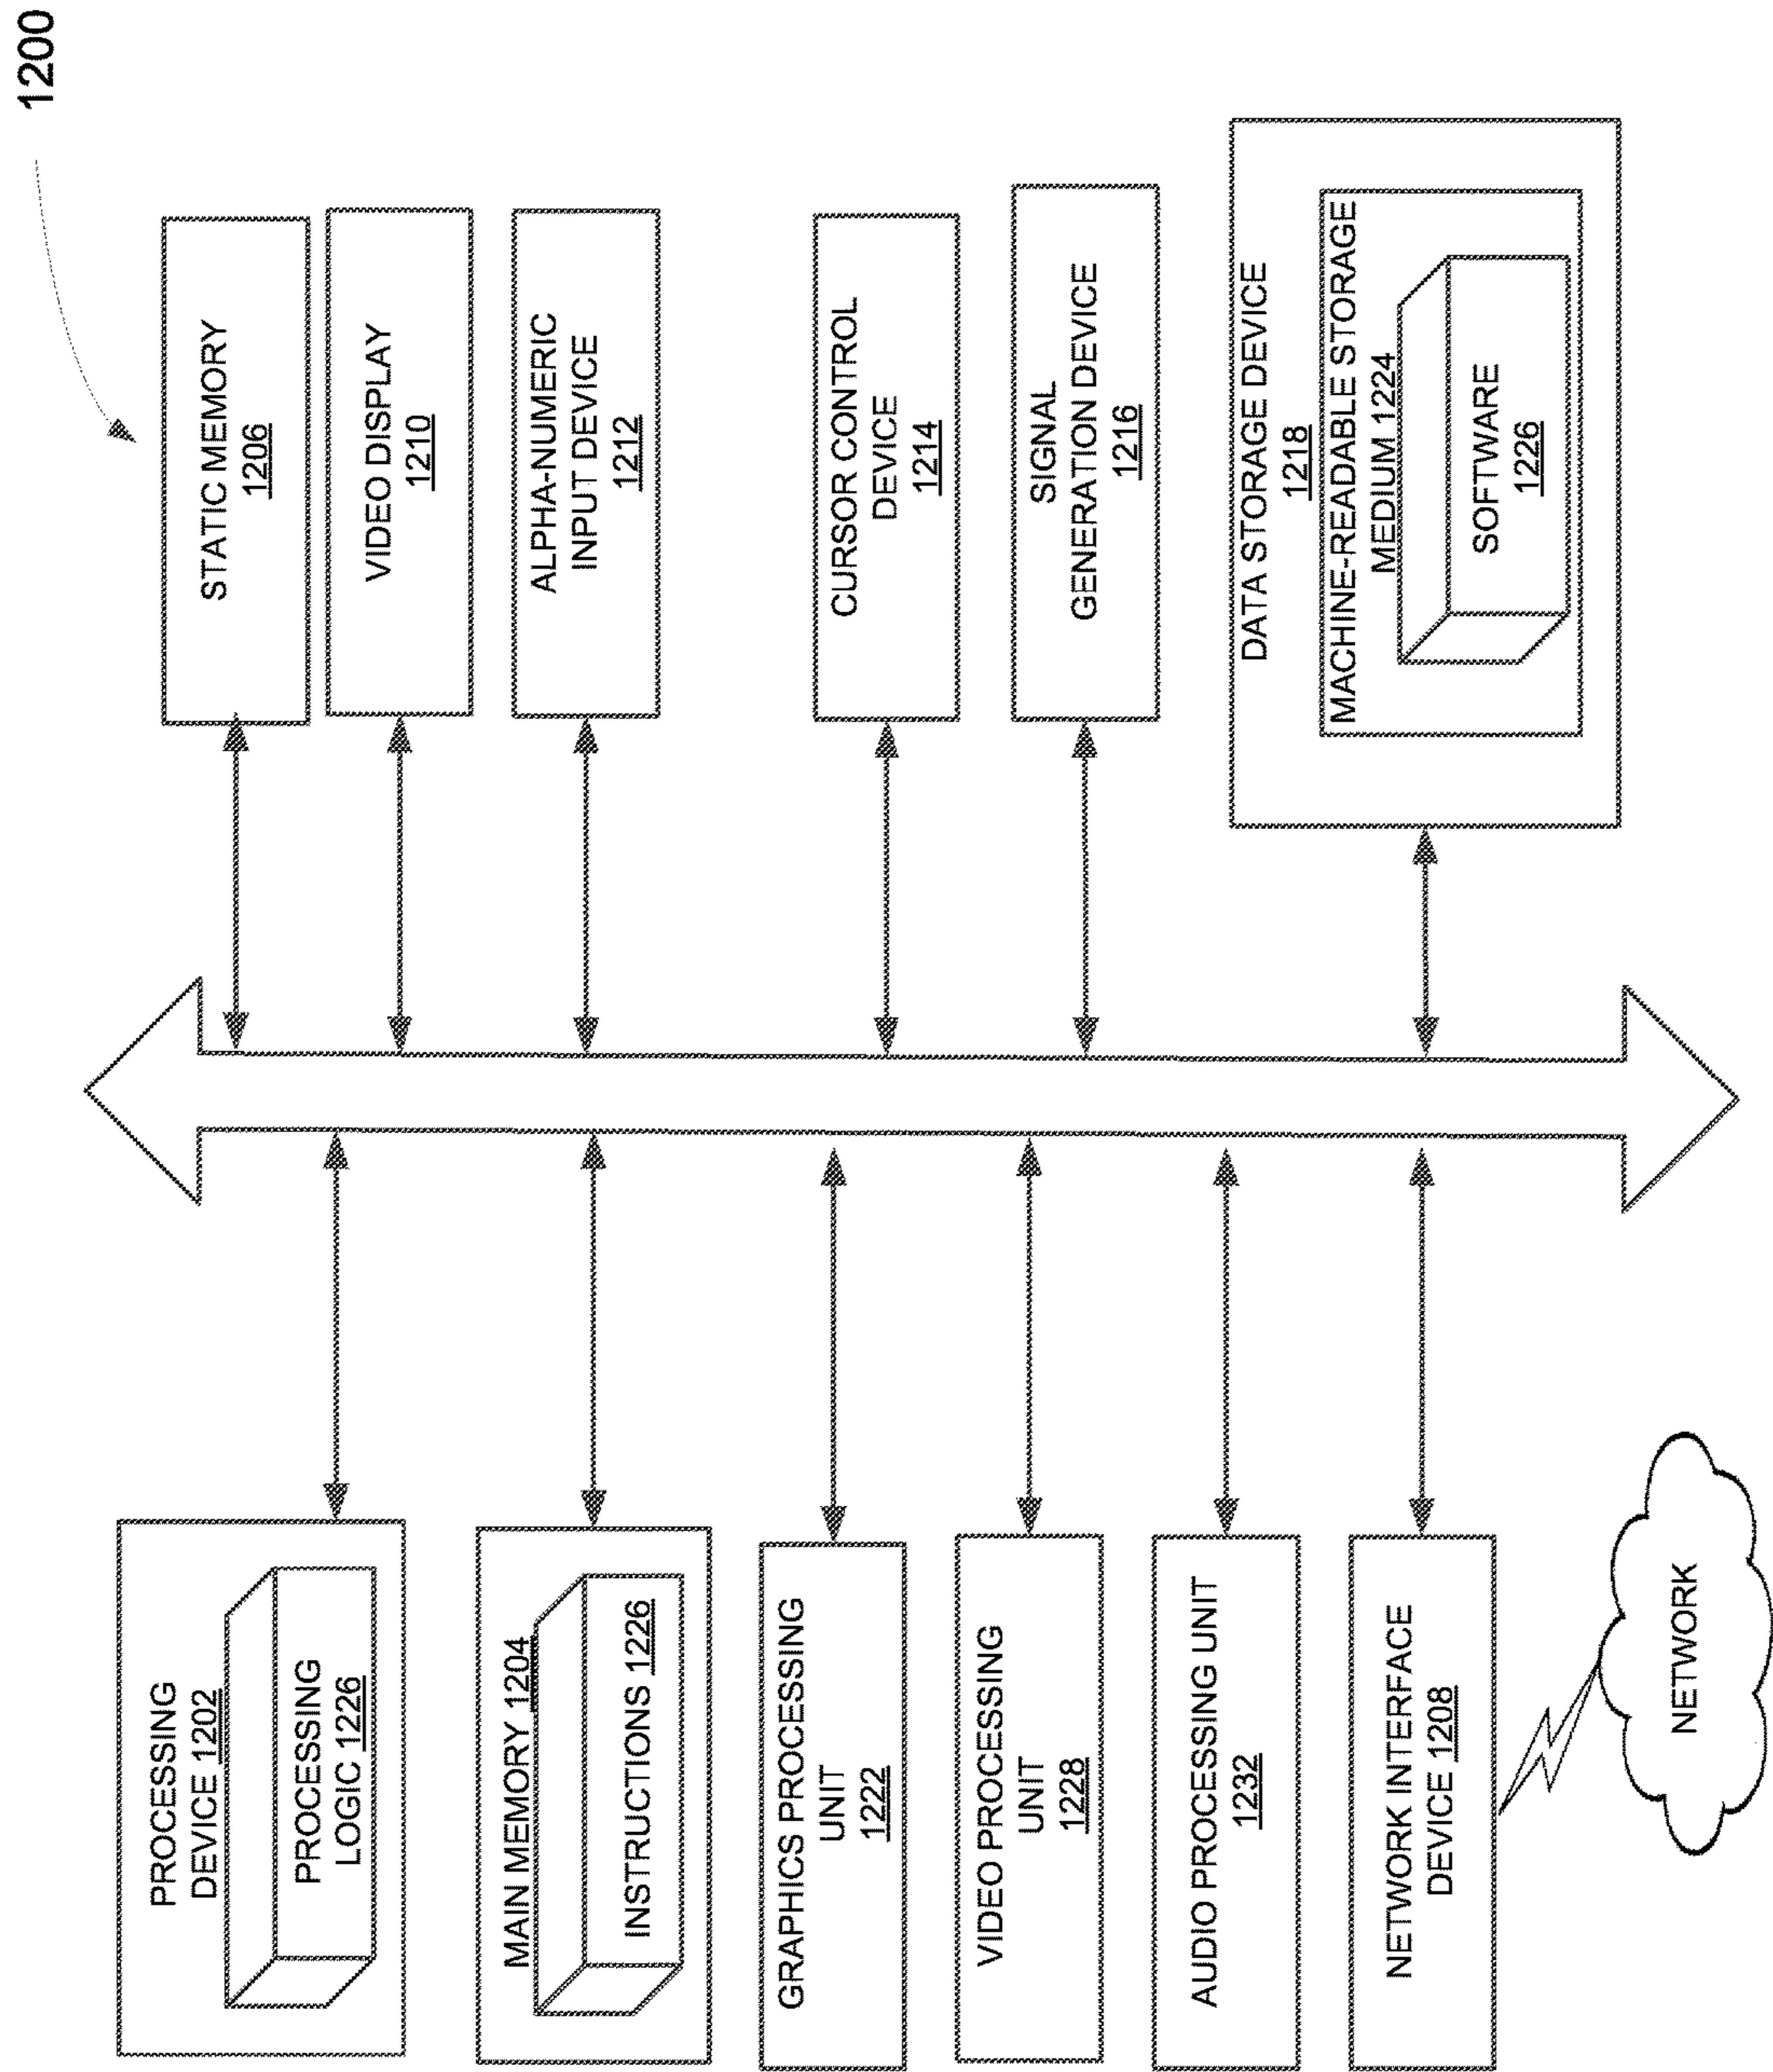 1200
PROCESSING
DEVICE 1202
PROCESSING
LOGIC 1226
MAIN MEMORY 1204
INSTRUCTIONS 1226
GRAPHICS PROCESSING
UNIT
1222
VIDEO PROCESSING
UNIT
1228
AUDIO PROCESSING UNIT
1232
NETWORK INTERFACE
DEVICE 1208
NETWORK
STATIC MEMORY
1206
VIDEO DISPLAY
1210
ALPHA-NUMERIC
INPUT DEVICE
1212
CURSOR CONTROL
DEVICE
1214
SIGNAL
GENERATION DEVICE
1216
DATA STORAGE DEVICE
1218
MACHINE-READABLE STORAGE
MEDIUM 1224
SOFTWARE
1226